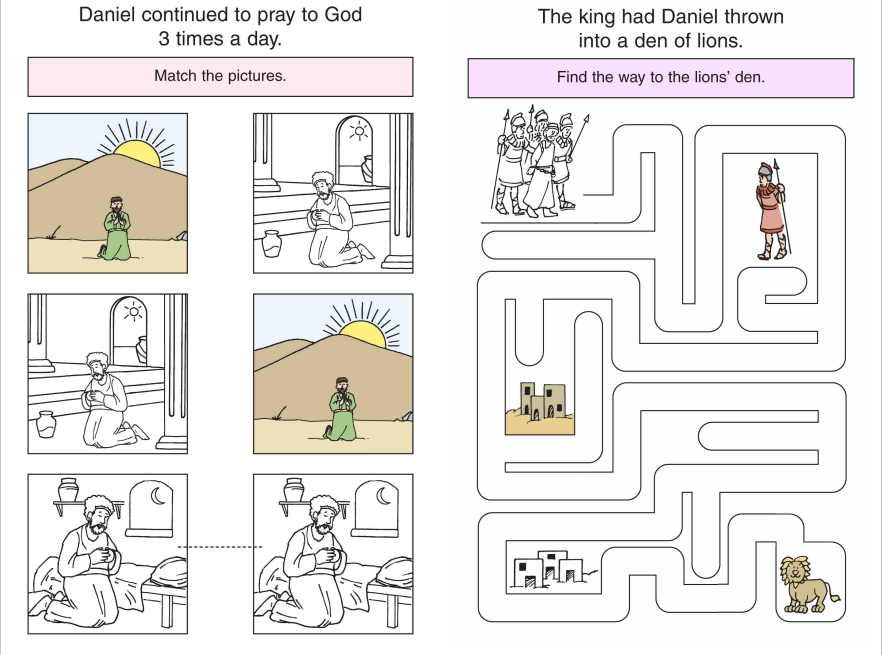 Daniel continued to pray to God
3 times a day.
Match the pictures.
The king had Daniel thrown
into a den of lions.
Find the way to the lions’ den.